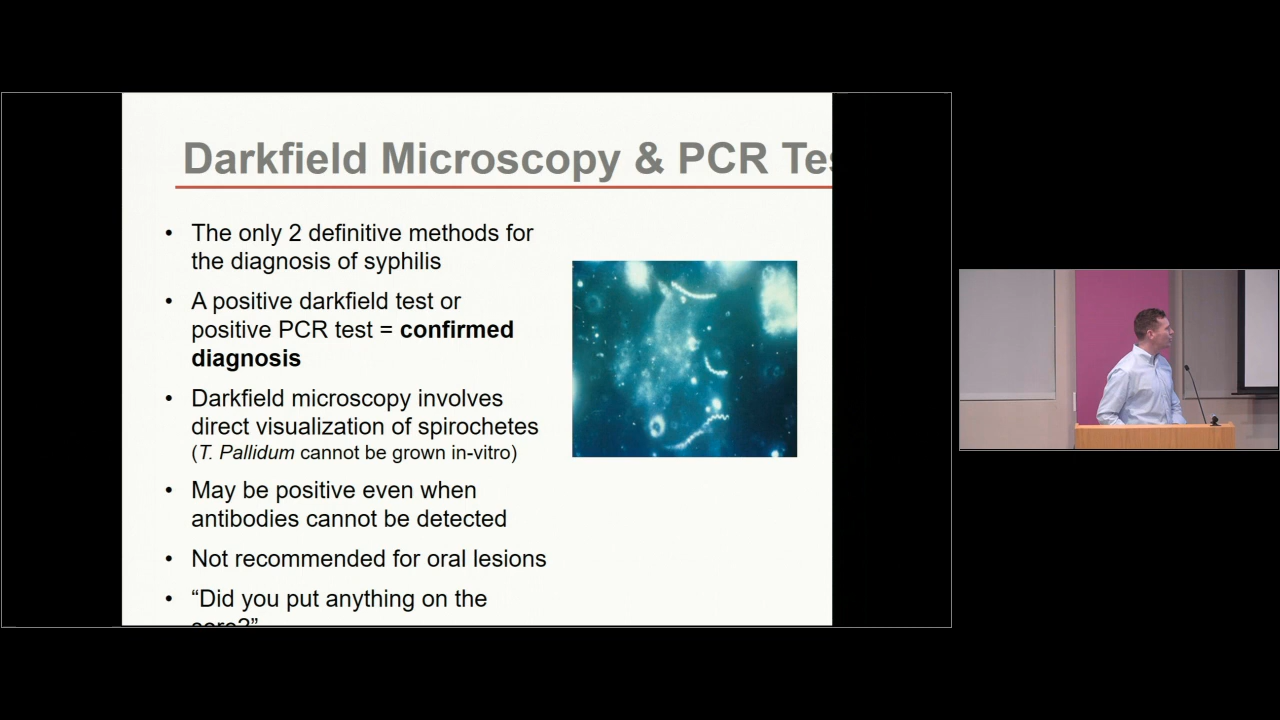 Darkfield Microscopy & PCR
• The only 2 definitive methods for
the diagnosis of syphilis
• A positive darkfield test or
positive PCR test = confirmed
diagnosis
• Darkfield microscopy involves
direct visualization of spirochetes
(T. Pallidum cannot be grown in-vitro)
• May be positive even when
antibodies cannot be detected
• Not recommended for oral lesions
• “Did you put anything on the
sore?”